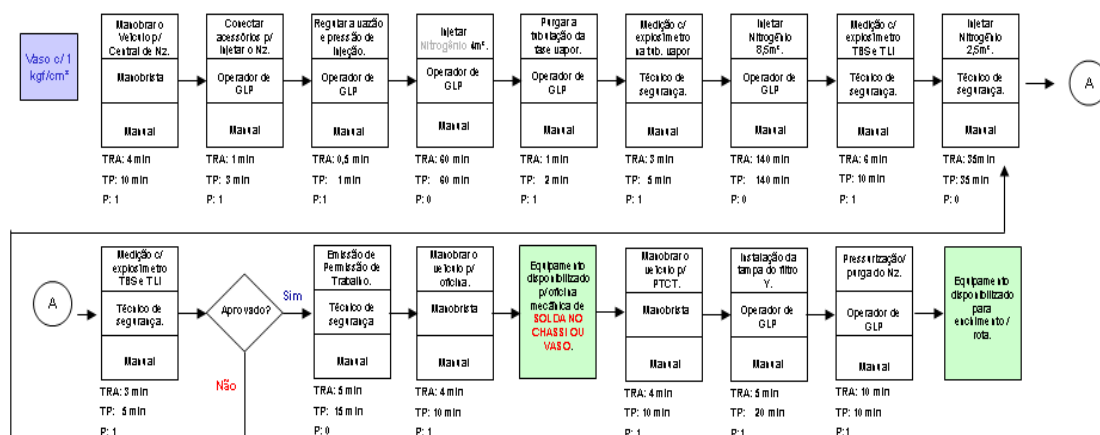 Vaso c/ 1
kgf/cm²
Manobrar o
Veículo p/
Central de Nz.
Manobrista
Manual
TRA: 4 min
TP: 10 min
P: 1
Conectar
acessórios p/
Injetar o Nz.
Operador de
GLP
Manual
TRA: 1 min
TP: 3 min
P: 1
Regular a vazão
e pressão de
Injeção.
Operador de
GLP
Manual
TRA: 0,5 min
TP: 1 min
P: 1
Injetar
Nitrogênio 4m³.
Operador de
GLP
Manual
TRA: 60 min
TP: 60 min
P: 0
Purgar a
tubulação da
fase vapor.
Operador de
GLP
Manual
TRA: 1 min
TP: 2 min
P: 1
Medição c/
explosímetro
na tub. vapor
Técnico de
segurança.
Manual
TRA: 3 min
TP: 5 min
P: 1
Injetar
Nitrogênio
8,5m³.
Operador de
GLP
Manual
TRA: 140 min
TP: 140 min
P: 0
Medição c/
explosímetro
TBS e TLI
Técnico de
segurança.
Manual
TRA: 6 min
TP: 10 min
P: 1
Injetar
Nitrogênio
2,5m³.
Técnico de
segurança.
Manual
TRA: 35min
TP: 35 min
P: 0
A
A
Medição c/
explosímetro
TBS e TLI
Técnico de
segurança.
Manual
TRA: 3 min
TP: 5 min
P: 1
Aprovado?
Sim
Não
Emissão de
Permissão de
Trabalho.
Técnico de
segurança
Manual
TRA: 5 min
TP: 15 min
P: 0
Manobrar o
veículo p/
oficina.
Manobrista
Manual
TRA: 4 min
TP: 10 min
P: 1
Equipamento
disponibilizado
p/ oficina
mecânica de
SOLDA NO
CHASSI OU
VASO.
Manobrar o
veículo p/
PTCT.
Manobrista
Manual
TRA: 4 min
TP: 10 min
P: 1
Instalação da
tampa do filtro
Y.
Operador de
GLP
Manual
TRA: 5 min
TP: 20 min
P: 1
Pressurização/
purga do Nz.
Operador de
GLP
Manual
TRA: 10 min
TP: 10 min
P: 1
Equipamento
disponibilizado
para
enchimento /
rota.